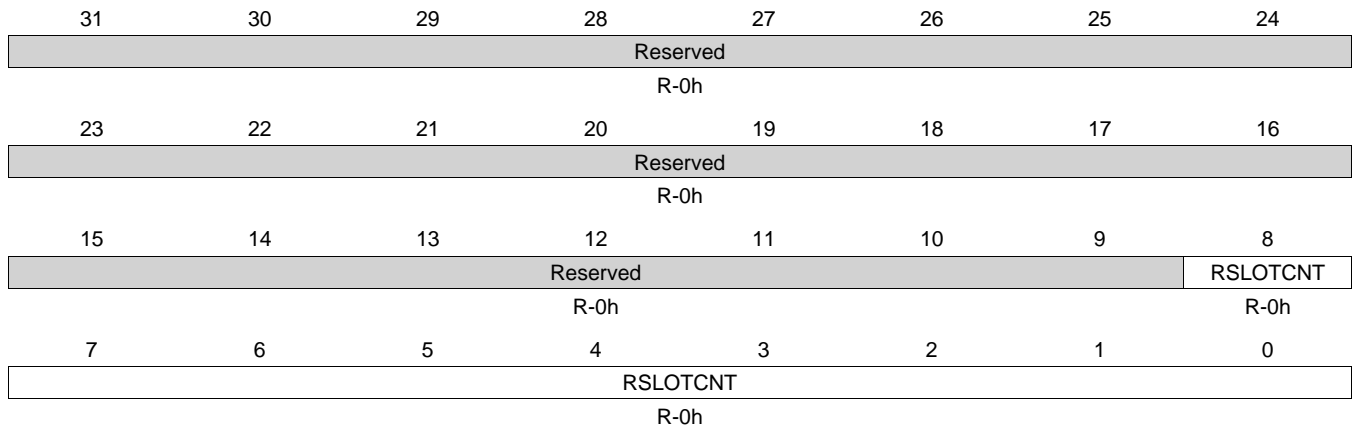 31 30 29 28 27 26 25 24
Reserved
R-0h
23 22 21 20 19 18 17 16
Reserved
R-0h
15 14 13 12 11 10 9 8
Reserved RSLOTCNT
R-0h R-0h
7 6 5 4 3 2 1 0
RSLOTCNT
R-0h